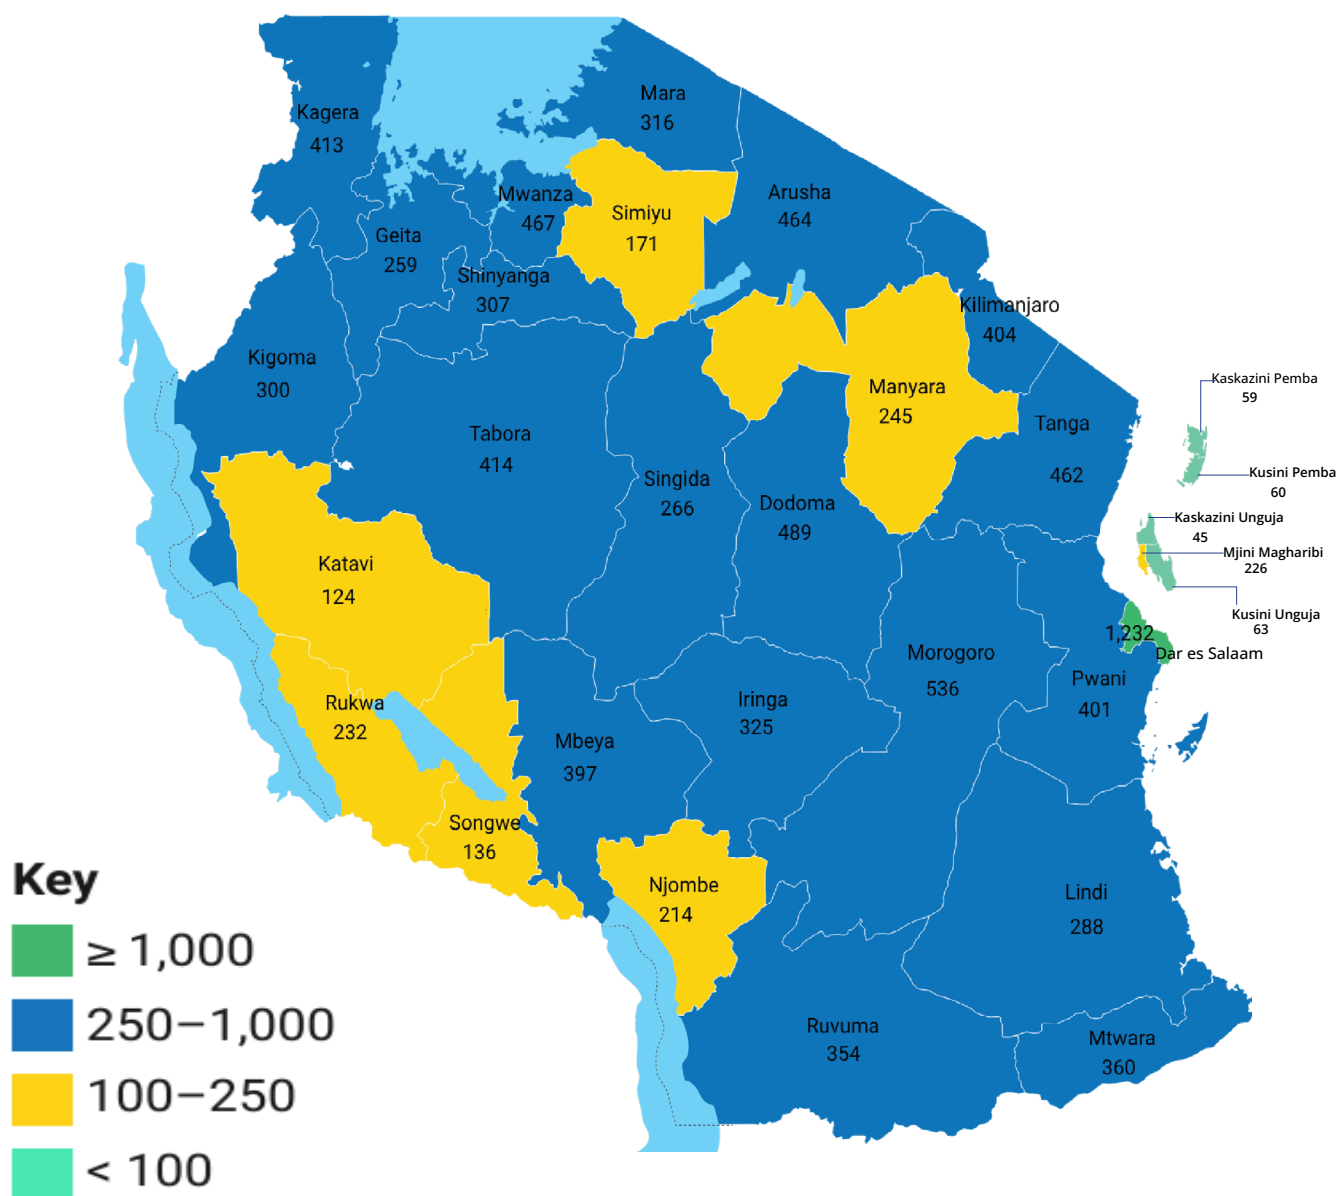 Mara
316
Kagera
413
Arusha
464
Mwanza
467
Simiyu
171
Geita
259
Shinyanga
307
Kilimanjaro
404
Kigoma
300
Manyara
245
Kaskazini Pemba
59
Tanga
462
Tabora
414
Singida
266
Dodoma
489
Kusini Pemba
60
Kaskazini Unguja
45
Mjini Magharibi
226
Katavi
124
Kusini Unguja
63
1,232
Dar es Salaam
Morogoro
536
Pwani
401
Rukwa
232
Iringa
325
Mbeya
397
Songwe
136
Njombe
214
Lindi
288
Ruvuma
354
Mtwara
360
Key
≥ 1,000
250–1,000
100–250
< 100